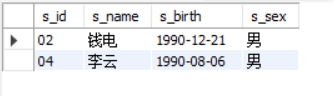 s_id s_name s_birth s_sex
02 钱电 1990-12-21 男
04 李云 1990-08-06 男